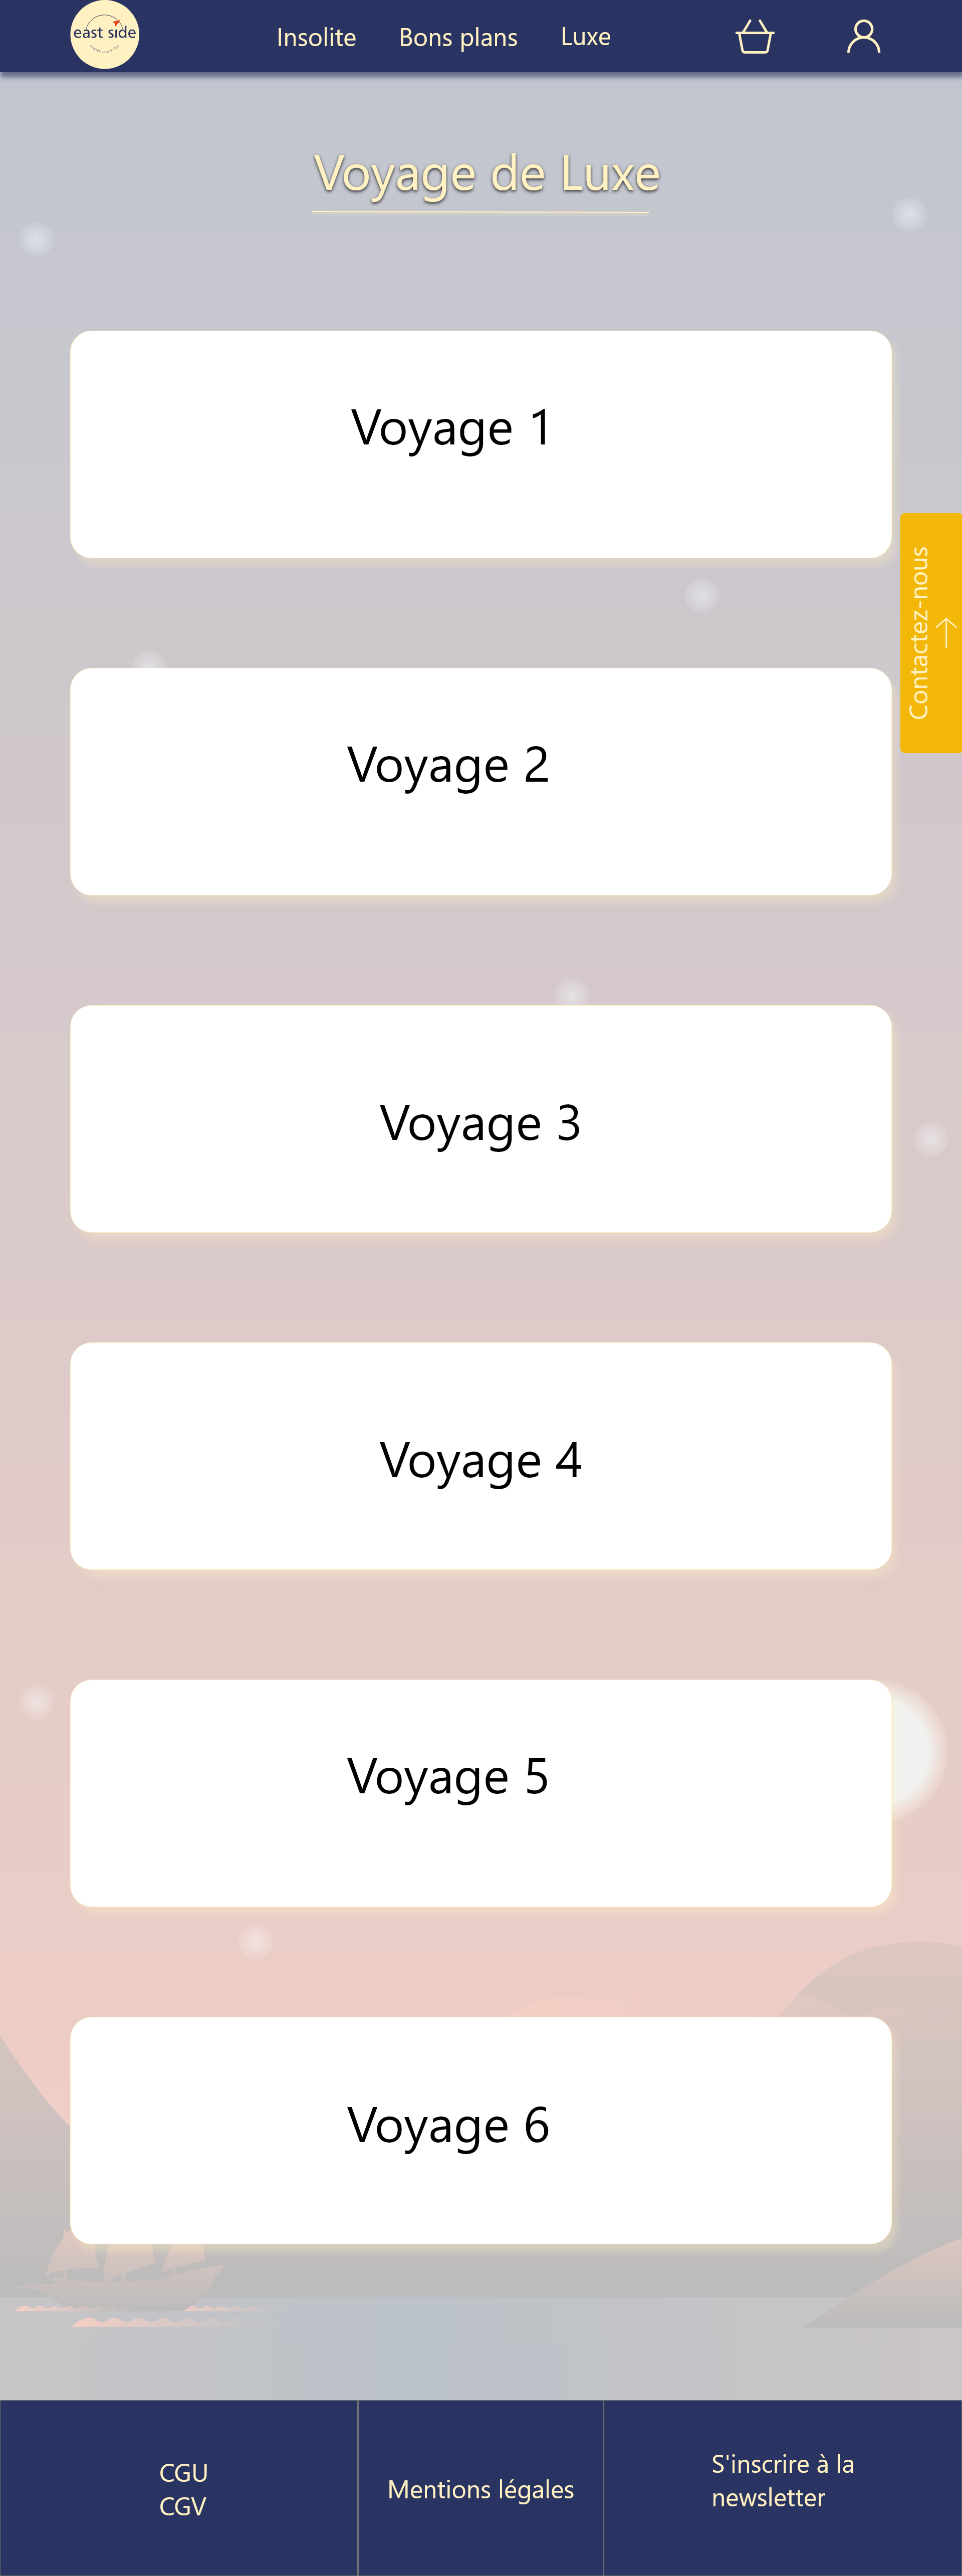 east side
Insolite
Bons plans
Luxe
Voyage de Luxe
Voyage 1
Contactez-nous
Voyage 2
Voyage 3
Voyage 4
Voyage 5
Voyage 6
CGU
CGV
Mentions légales
S'inscrire à la
newsletter